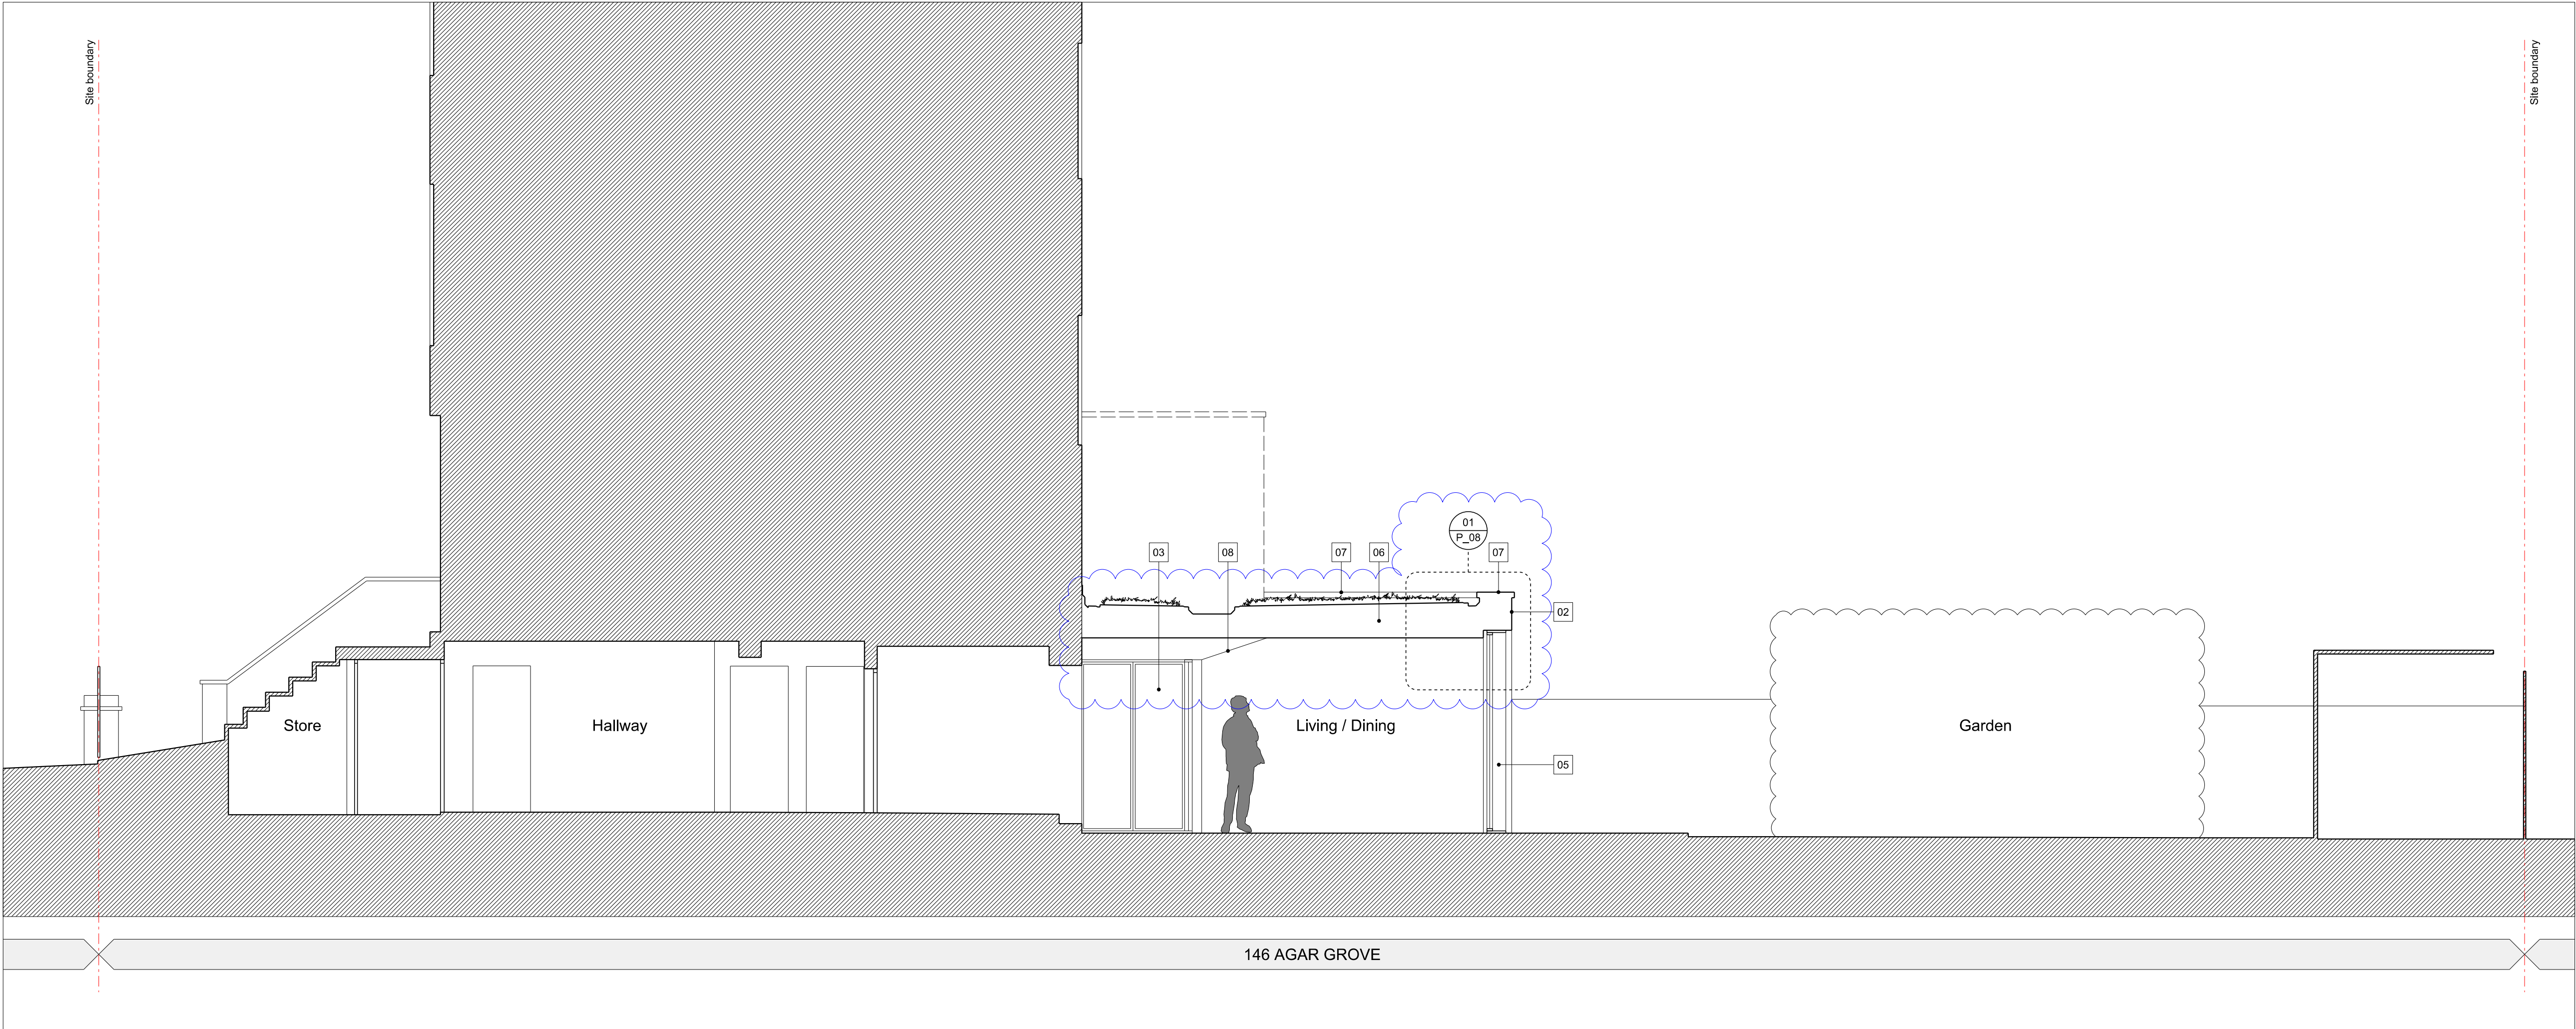 Site boundary
Site boundary
01
P_08
03
08
07
06
07
02
Store
Hallway
Living / Dining
Garden
05
146 AGAR GROVE